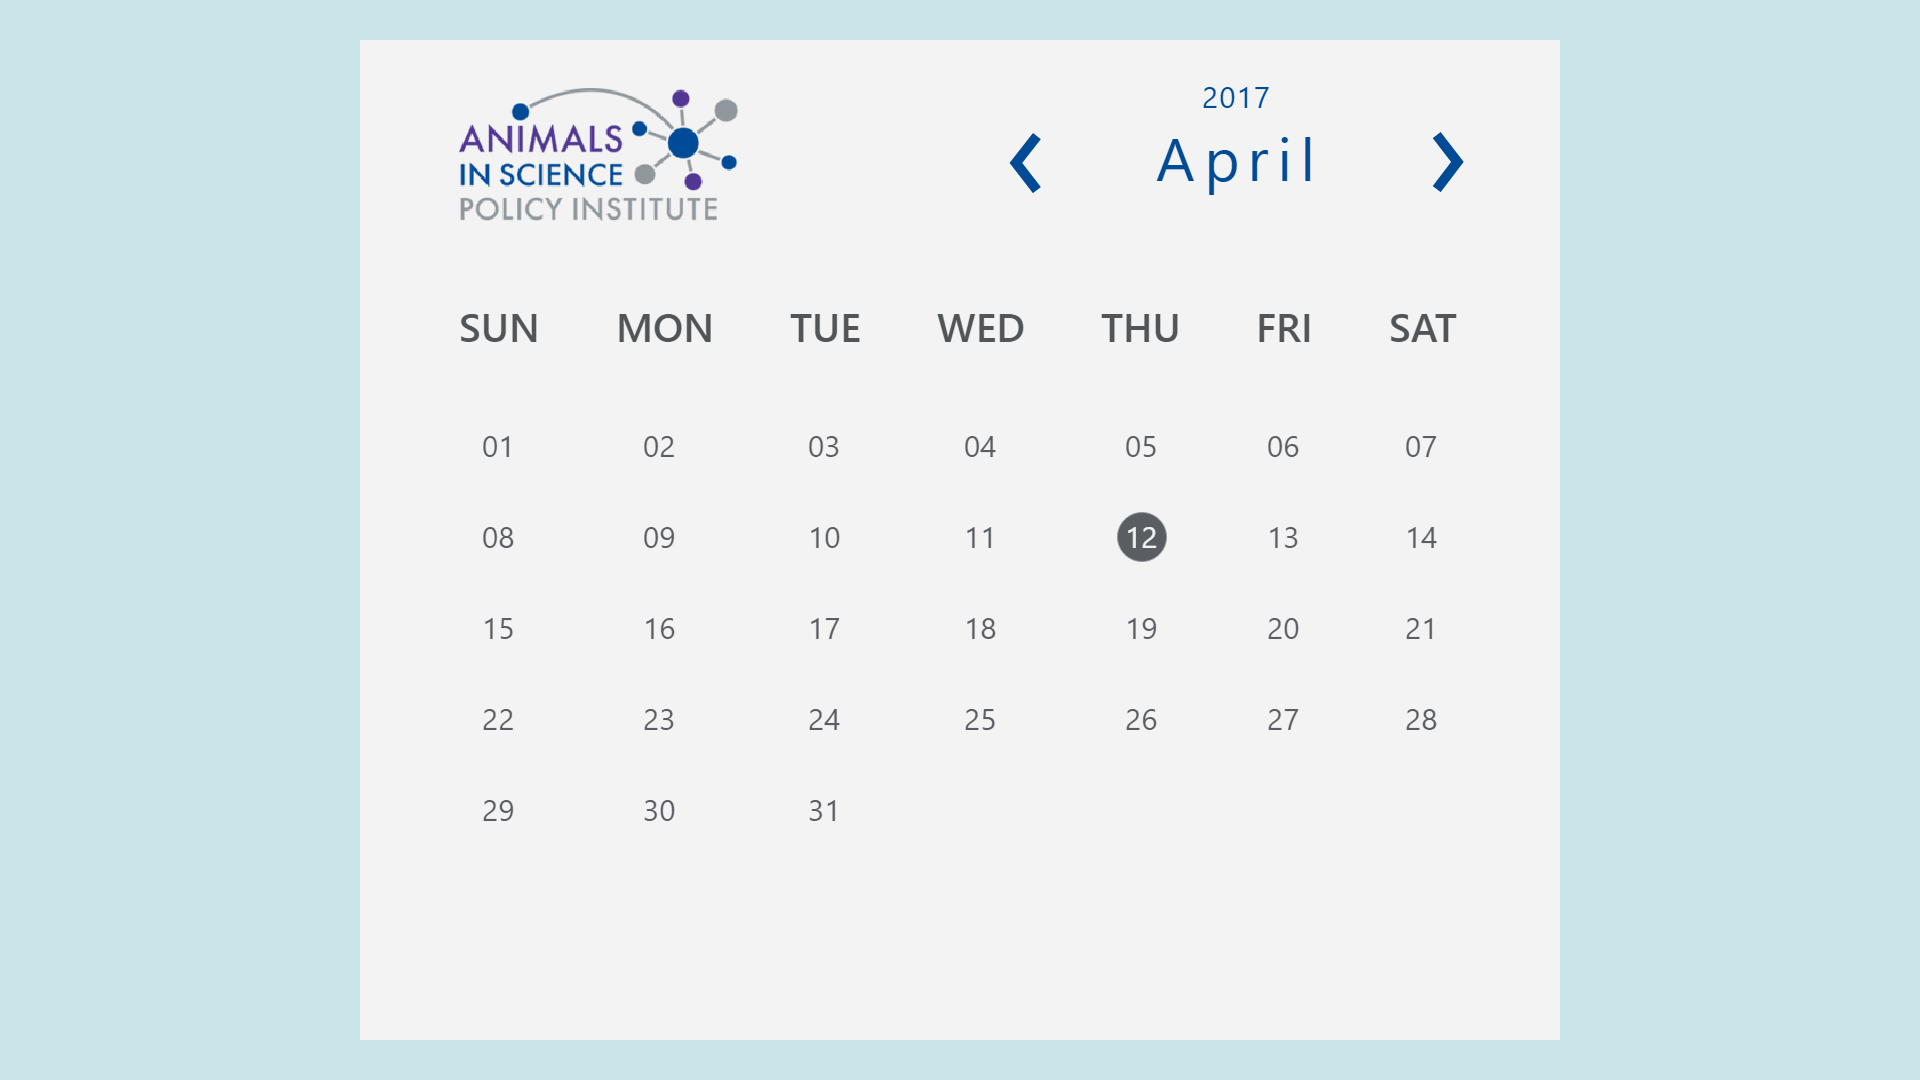 ANIMALS
IN SCIENCE
POLICY INSTITUTE
2017
April
SUN MON TUE WED THU FRI SAT
01 02 03 04 05 06 07
08 09 10 11 12 13 14
15 16 17 18 19 20 21
22 23 24 25 26 27 28
29 30 31